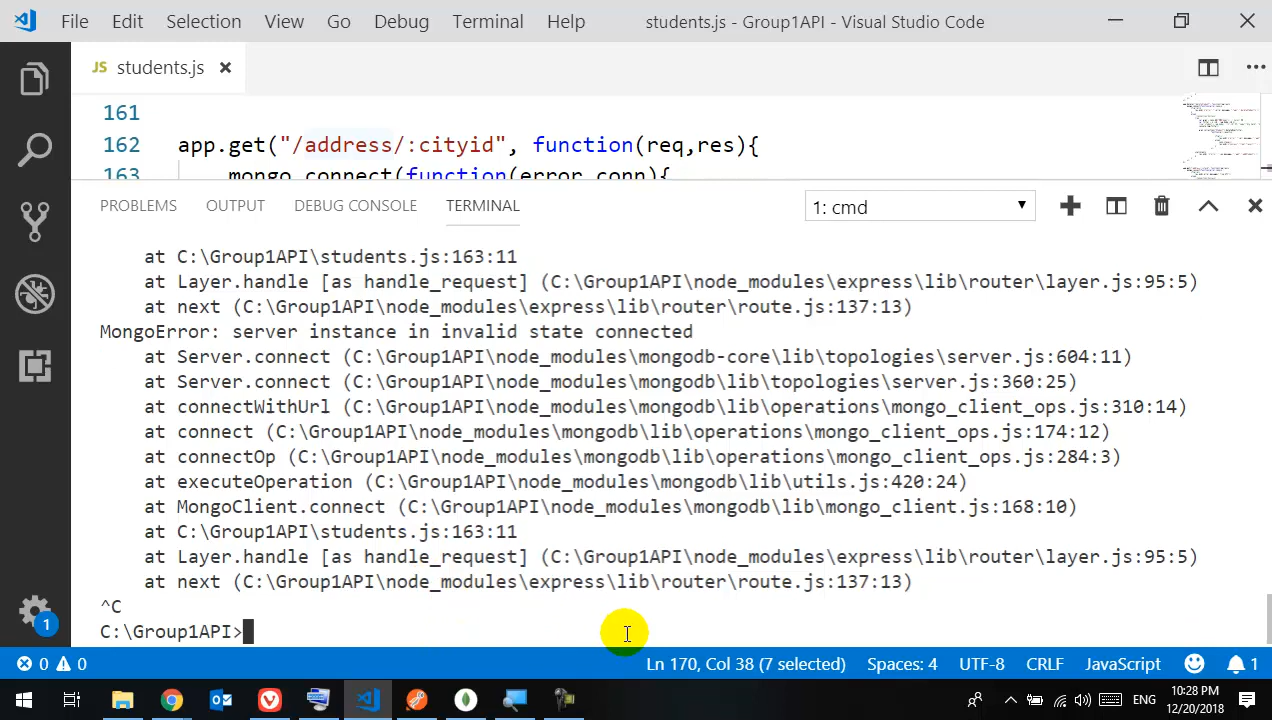 File Edit Selection View Go Debug Terminal Help students.js - Group1API - Visual Studio Code
JS students.js
161
162 app.get("/address/:cityid", function(req,res){
163 mongo.connect(function(error,conn){
PROBLEMS OUTPUT DEBUG CONSOLE TERMINAL 1: cmd
at C:\Group1API\students.js:163:11
at Layer.handle [as handle_request] (C:\Group1API\node_modules\express\lib\router\layer.js:95:5)
at next (C:\Group1API\node_modules\express\lib\router\route.js:137:13)
MongoError: server instance in invalid state connected
at Server.connect (C:\Group1API\node_modules\mongodb-core\lib\topologies\server.js:604:11)
at Server.connect (C:\Group1API\node_modules\mongodb\lib\topologies\server.js:360:25)
at connectWithUrl (C:\Group1API\node_modules\mongodb\lib\operations\mongo_client_ops.js:310:14)
at connect (C:\Group1API\node_modules\mongodb\lib\operations\mongo_client_ops.js:174:12)
at connectOp (C:\Group1API\node_modules\mongodb\lib\operations\mongo_client_ops.js:284:3)
at executeOperation (C:\Group1API\node_modules\mongodb\lib\utils.js:420:24)
at MongoClient.connect (C:\Group1API\node_modules\mongodb\lib\mongo_client.js:168:10)
at C:\Group1API\students.js:163:11
at Layer.handle [as handle_request] (C:\Group1API\node_modules\express\lib\router\layer.js:95:5)
at next (C:\Group1API\node_modules\express\lib\router\route.js:137:13)
^C
C:\Group1API>
1
0 0 Ln 170, Col 38 (7 selected) Spaces: 4 UTF-8 CRLF JavaScript 1
ENG 10:28 PM
12/20/2018